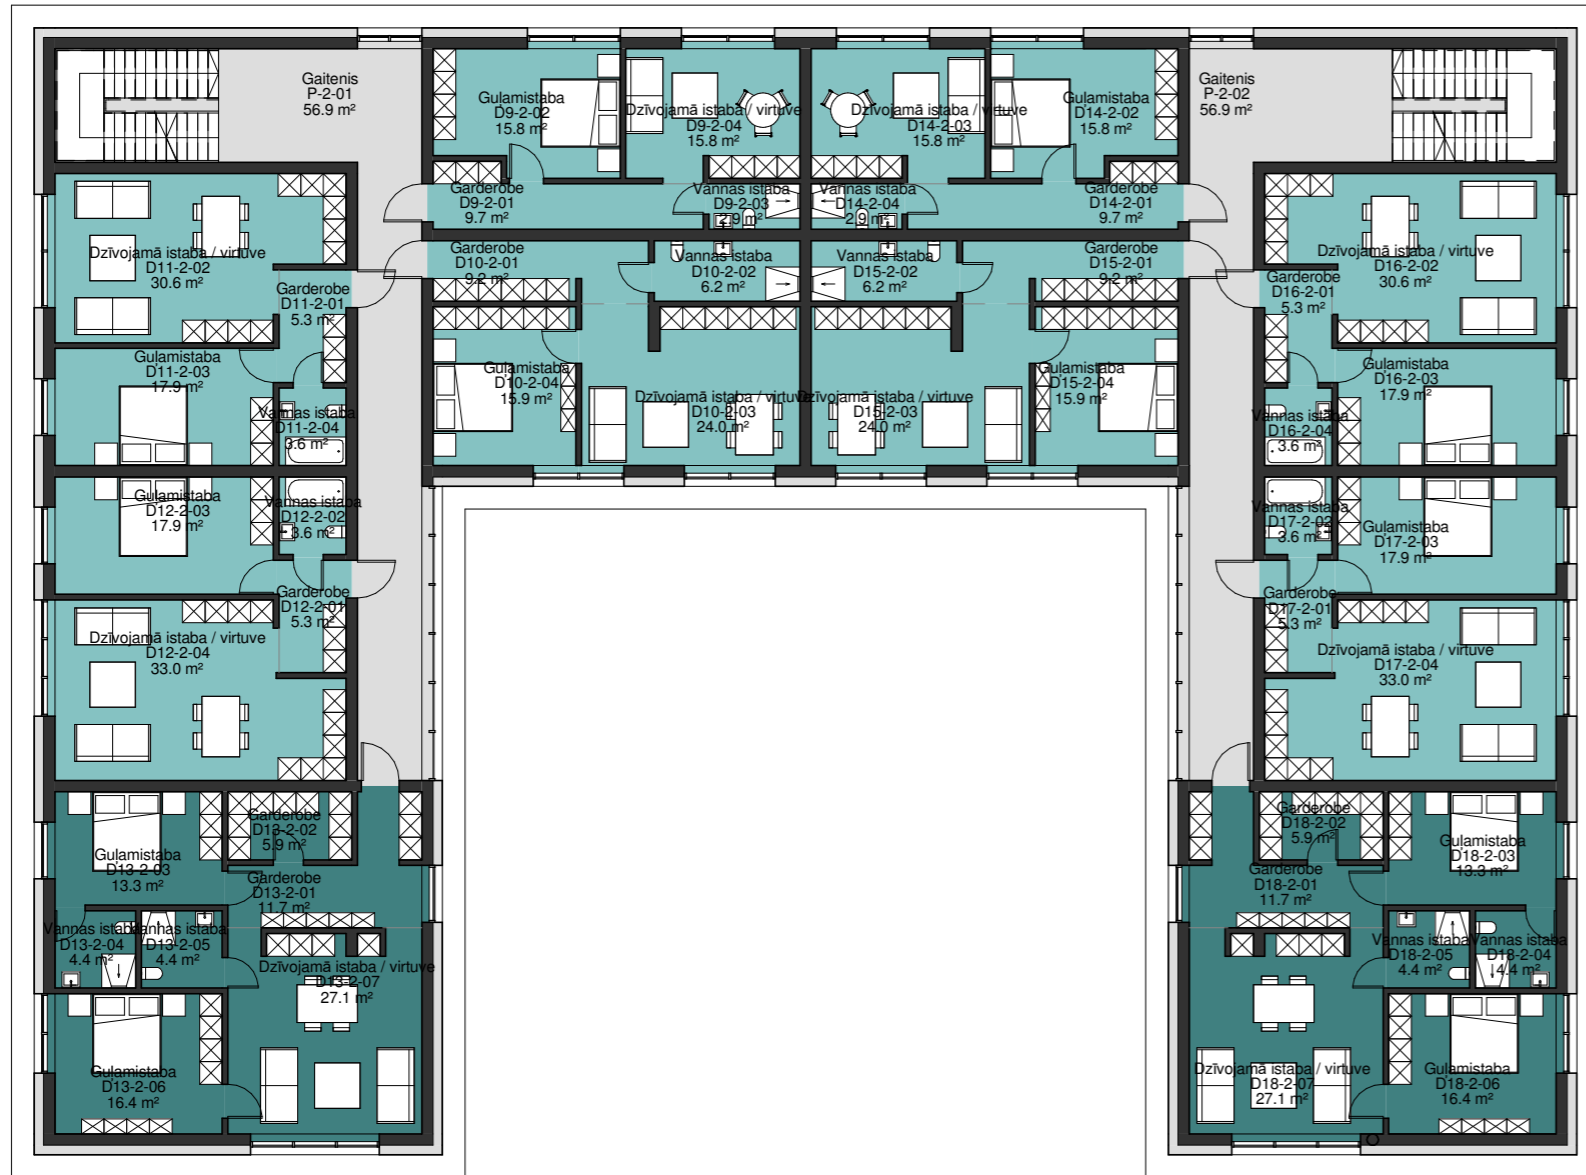 Gaitenis
P-2-01
56.9 m²
Guļamistaba
D9-2-02
15.8 m²
Dzīvojamā istaba / virtuve
D9-2-04
15.8 m²
Dzīvojamā istaba / virtuve
D14-2-03
15.8 m²
Guļamistaba
D14-2-02
15.8 m²
Gaitenis
P-2-02
56.9 m²
Garderobe
D9-2-01
9.7 m²
Vannas istaba
D9-2-03
2.9 m²
Vannas istaba
D14-2-04
2.9 m²
Garderobe
D14-2-01
9.7 m²
Dzīvojamā istaba / virtuve
D11-2-02
30.6 m²
Garderobe
D10-2-01
9.2 m²
Vannas istaba
D10-2-02
6.2 m²
Vannas istaba
D15-2-02
6.2 m²
Garderobe
D15-2-01
9.2 m²
Dzīvojamā istaba / virtuve
D16-2-02
30.6 m²
Garderobe
D11-2-01
5.3 m²
Garderobe
D16-2-01
5.3 m²
Guļamistaba
D11-2-03
17.9 m²
Guļamistaba
D10-2-04
15.9 m²
Dzīvojamā istaba / virtuve
D10-2-03
24.0 m²
Dzīvojamā istaba / virtuve
D15-2-03
24.0 m²
Guļamistaba
D15-2-04
15.9 m²
Guļamistaba
D16-2-03
17.9 m²
Vannas istaba
D11-2-04
3.6 m²
Vannas istaba
D16-2-04
3.6 m²
Guļamistaba
D12-2-03
17.9 m²
Vannas istaba
D12-2-02
3.6 m²
Vannas istaba
D17-2-02
3.6 m²
Guļamistaba
D17-2-03
17.9 m²
Garderobe
D12-2-01
5.3 m²
Garderobe
D17-2-01
5.3 m²
Dzīvojamā istaba / virtuve
D12-2-04
33.0 m²
Dzīvojamā istaba / virtuve
D17-2-04
33.0 m²
Garderobe
D13-2-02
5.9 m²
Garderobe
D18-2-02
5.9 m²
Guļamistaba
D13-2-03
13.3 m²
Guļamistaba
D18-2-03
13.3 m²
Garderobe
D13-2-01
11.7 m²
Garderobe
D18-2-01
11.7 m²
Vannas istaba
D13-2-04
4.4 m²
Vannas istaba
D13-2-05
4.4 m²
Vannas istaba
D18-2-05
4.4 m²
Vannas istaba
D18-2-04
4.4 m²
Dzīvojamā istaba / virtuve
D13-2-07
27.1 m²
Guļamistaba
D13-2-06
16.4 m²
Dzīvojamā istaba / virtuve
D18-2-07
27.1 m²
Guļamistaba
D18-2-06
16.4 m²